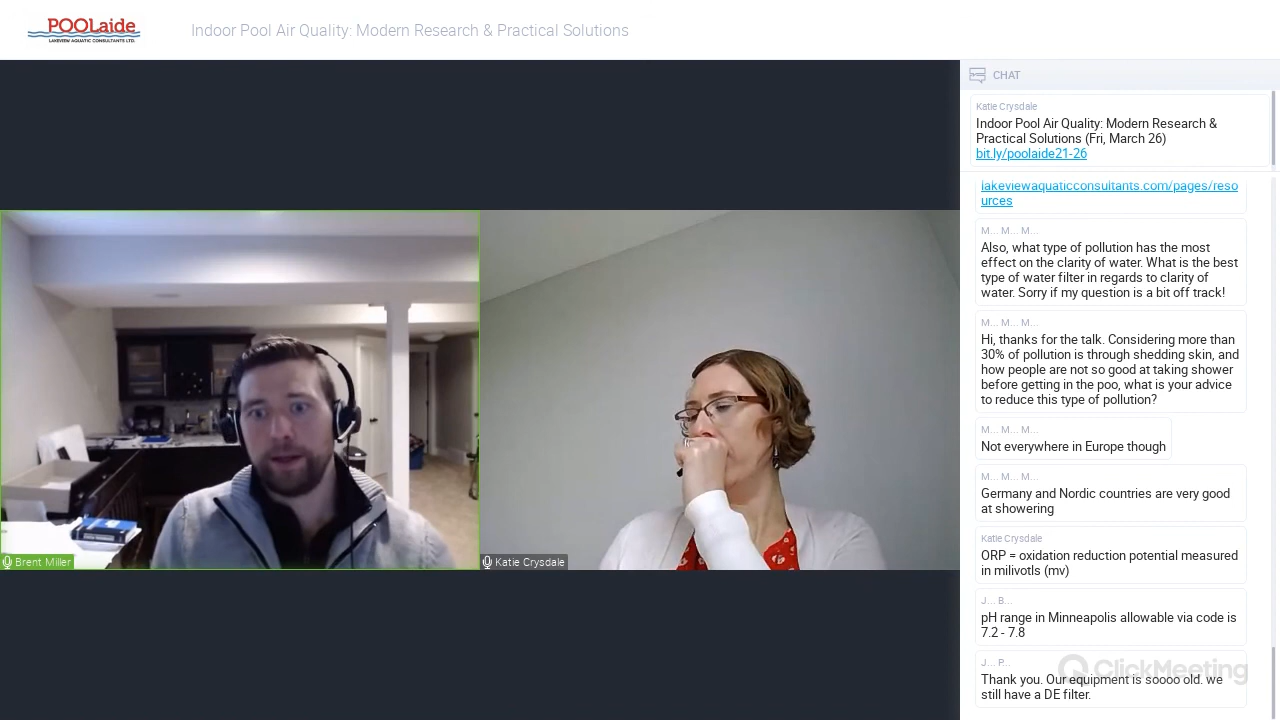 POOLaide
LAKEVIEW AQUATIC CONSULTANTS LTD.
Indoor Pool Air Quality: Modern Research & Practical Solutions
CHAT
Katie Crysdale
Indoor Pool Air Quality: Modern Research &
Practical Solutions (Fri, March 26)
bit.ly/poolaide21-26
lakeviewaquaticconsultants.com/pages/reso
urces
M... M... M...
Also, what type of pollution has the most
effect on the clarity of water. What is the best
type of water filter in regards to clarity of
water. Sorry if my question is a bit off track!
M... M... M...
Hi, thanks for the talk. Considering more than
30% of pollution is through shedding skin, and
how people are not so good at taking shower
before getting in the poo, what is your advice
to reduce this type of pollution?
M... M... M...
Not everywhere in Europe though
M... M... M...
Germany and Nordic countries are very good
at showering
Katie Crysdale
ORP = oxidation reduction potential measured
in milivotls (mv)
J... B...
pH range in Minneapolis allowable via code is
7.2 - 7.8
J... P...
Thank you. Our equipment is soooo old. we
still have a DE filter.
ClickMeeting
Brent Miller
Katie Crysdale